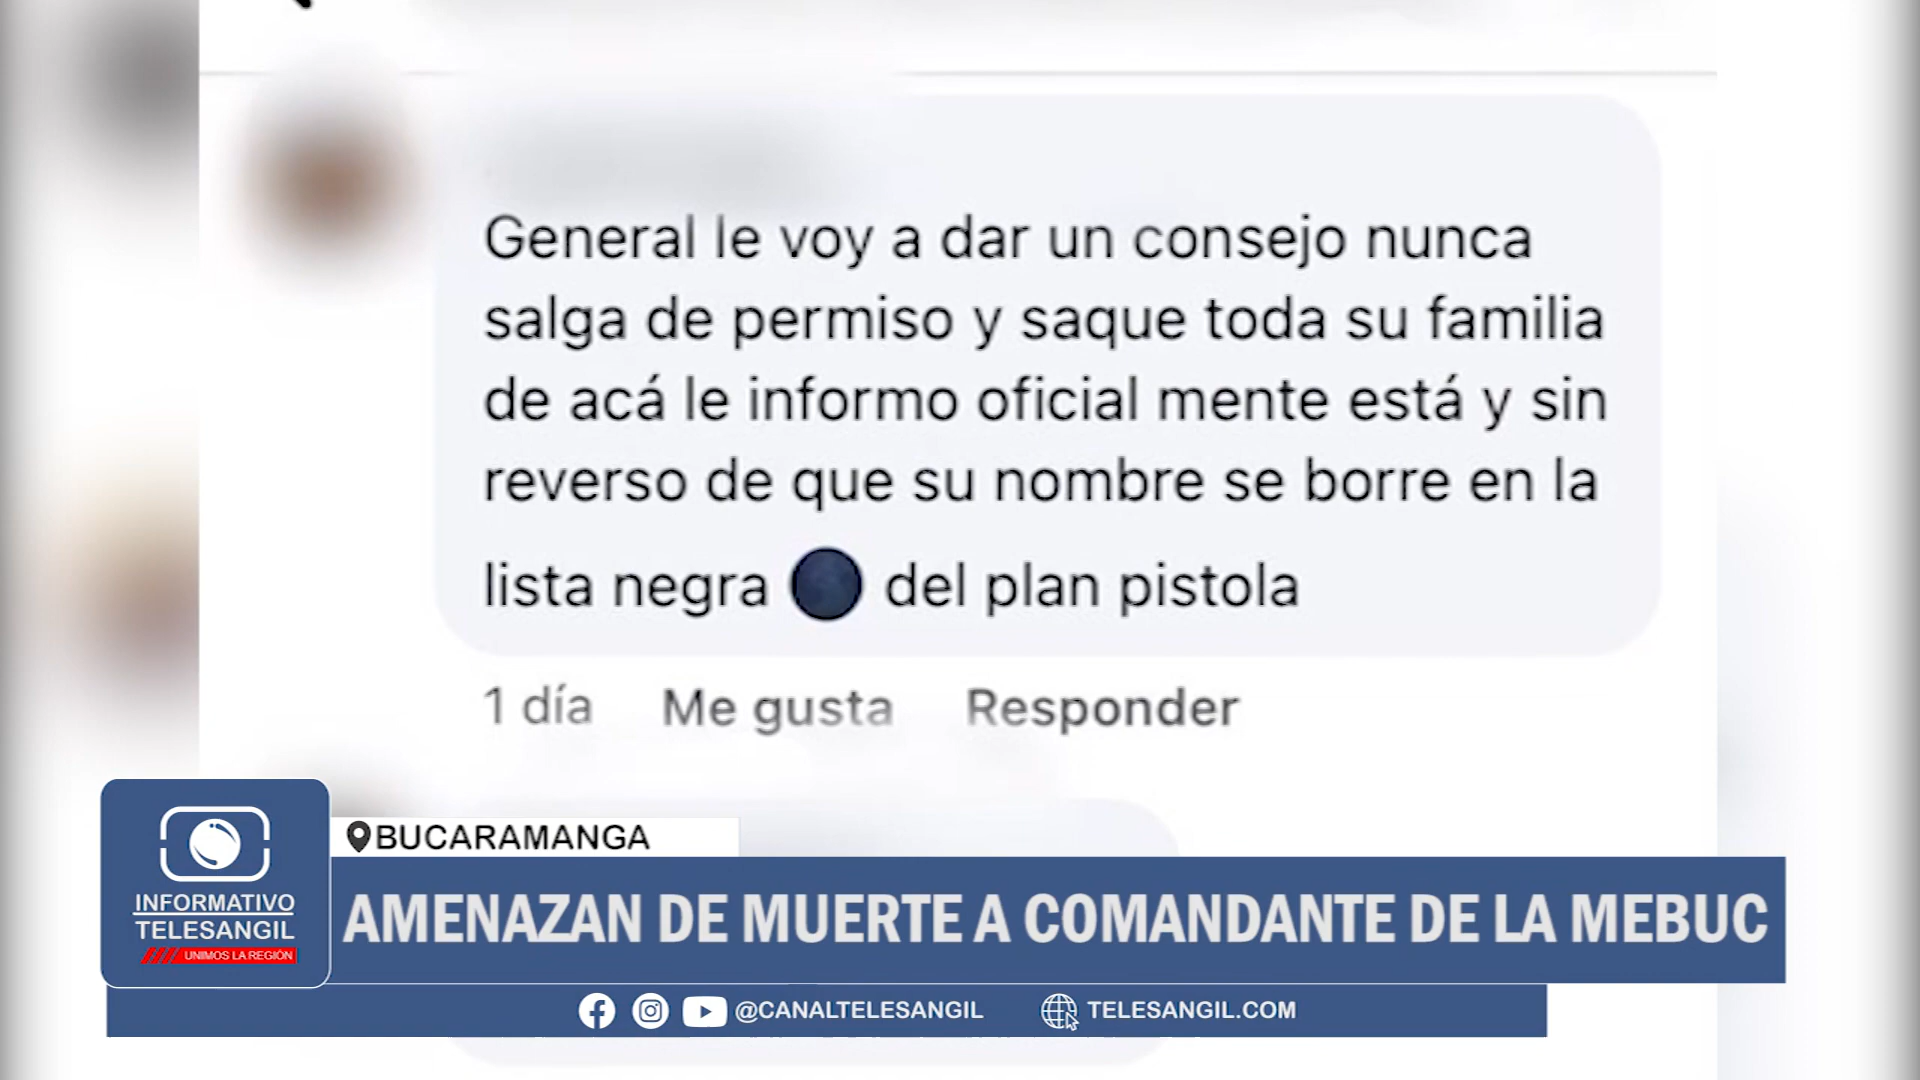 General le voy a dar un consejo nunca
salga de permiso y saque toda su familia
de acá le informo oficial mente está y sin
reverso de que su nombre se borre en la
lista negra 🌑 del plan pistola
1 día Me gusta Responder
BUCARAMANGA
AMENAZAN DE MUERTE A COMANDANTE DE LA MEBUC
INFORMATIVO
TELESANGIL
UNIMOS LA REGIÓN
@CANALTELESANGIL TELESANGIL.COM